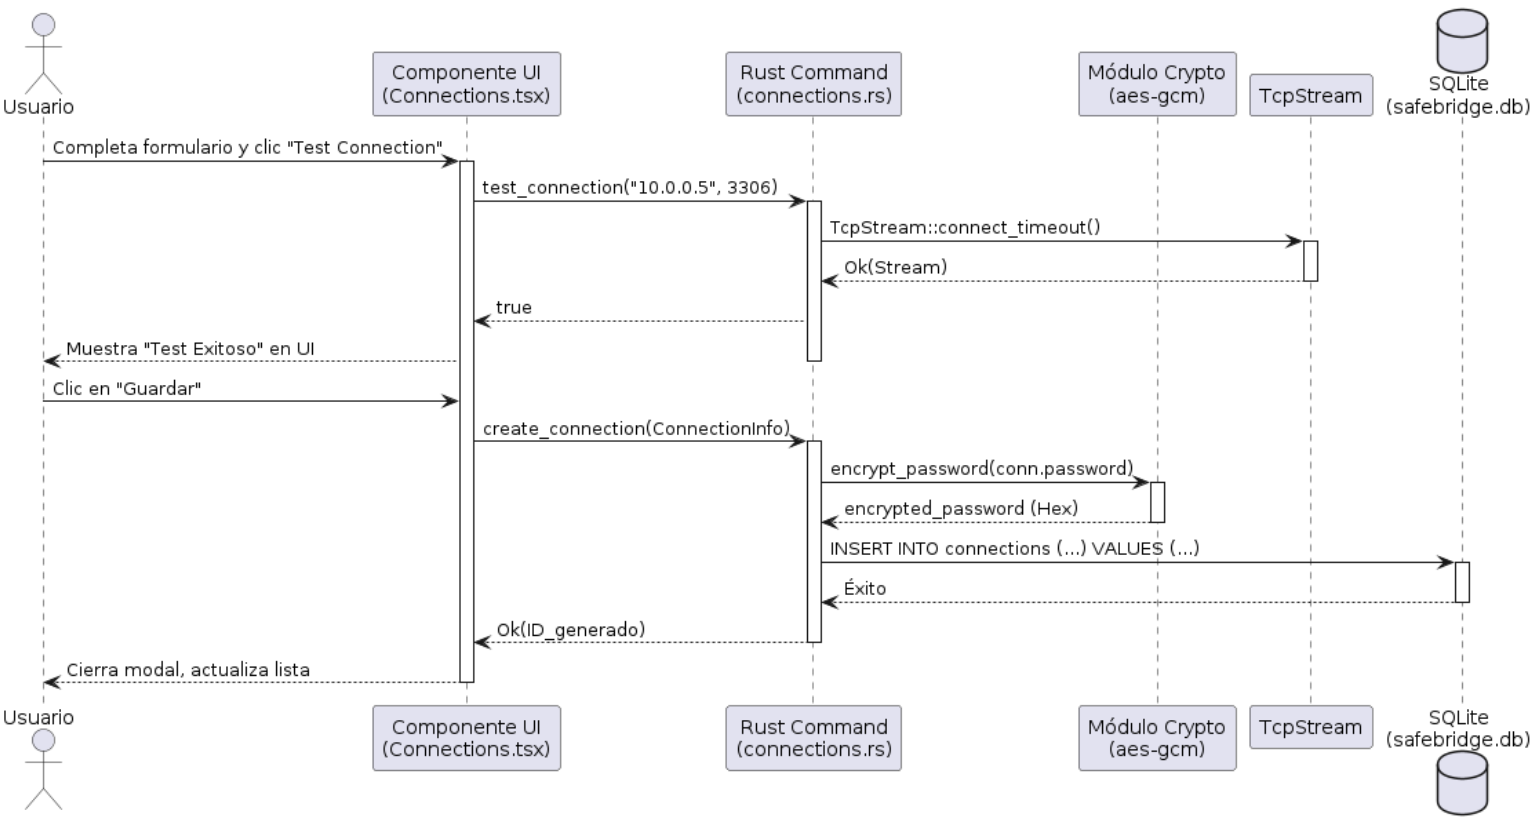 Usuario
Componente UI
(Connections.tsx)
Rust Command
(connections.rs)
Módulo Crypto
(aes-gcm)
TcpStream
SQLite
(safebridge.db)
Completa formulario y clic "Test Connection"
test_connection("10.0.0.5", 3306)
TcpStream::connect_timeout()
Ok(Stream)
true
Muestra "Test Exitoso" en UI
Clic en "Guardar"
create_connection(ConnectionInfo)
encrypt_password(conn.password)
encrypted_password (Hex)
INSERT INTO connections (...) VALUES (...)
Éxito
Ok(ID_generado)
Cierra modal, actualiza lista
Usuario
Componente UI
(Connections.tsx)
Rust Command
(connections.rs)
Módulo Crypto
(aes-gcm)
TcpStream
SQLite
(safebridge.db)